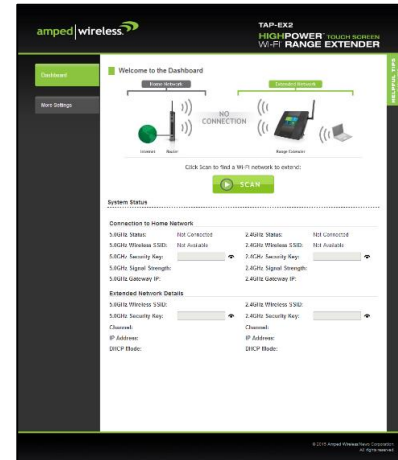 amped wireless
TAP-EX2
HIGHPOWER TOUCH SCREEN
Wi-Fi RANGE EXTENDER
HELPFUL TIPS
Dashboard
More Settings
Welcome to the Dashboard
Home Network
Extended Network
NO
CONNECTION
Internet Router Range Extender
Click Scan to find a Wi-Fi network to extend:
SCAN
System Status
Connection to Home Network
5.0GHz Status: Not Connected 2.4GHz Status: Not Connected
5.0GHz Wireless SSID: Not Available 2.4GHz Wireless SSID: Not Available
5.0GHz Security Key: 2.4GHz Security Key:
5.0GHz Signal Strength: 2.4GHz Signal Strength:
5.0GHz Gateway IP: 2.4GHz Gateway IP:
Extended Network Details
5.0GHz Wireless SSID: 2.4GHz Wireless SSID:
5.0GHz Security Key: 2.4GHz Security Key:
Channel: Channel:
IP Address: IP Address:
DHCP Mode: DHCP Mode:
© 2015 Amped Wireless Corporation
All rights reserved